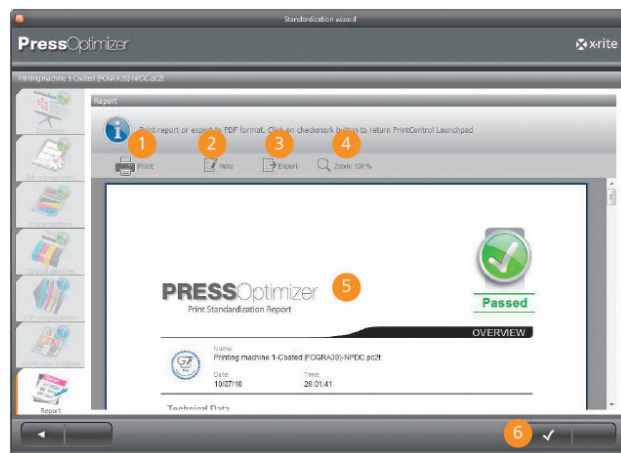 Standardization wizard
PressOptimizer
x·rite
Printing machine 1-Coated (FOGRA39)-NPDC.pc2t
Report
Print report or export to PDF format. Click on checkmark button to return PrintControl Launchpad
1
2
3
4
Print
Note
Export
Zoom: 100%
PRESSOptimizer
5
Print Standardization Report
Passed
OVERVIEW
Name:
Printing machine 1-Coated (FOGRA39)-NPDC.pc2t
Date:
Time:
10/07/10
20:01:41
Technical Data
Report
6